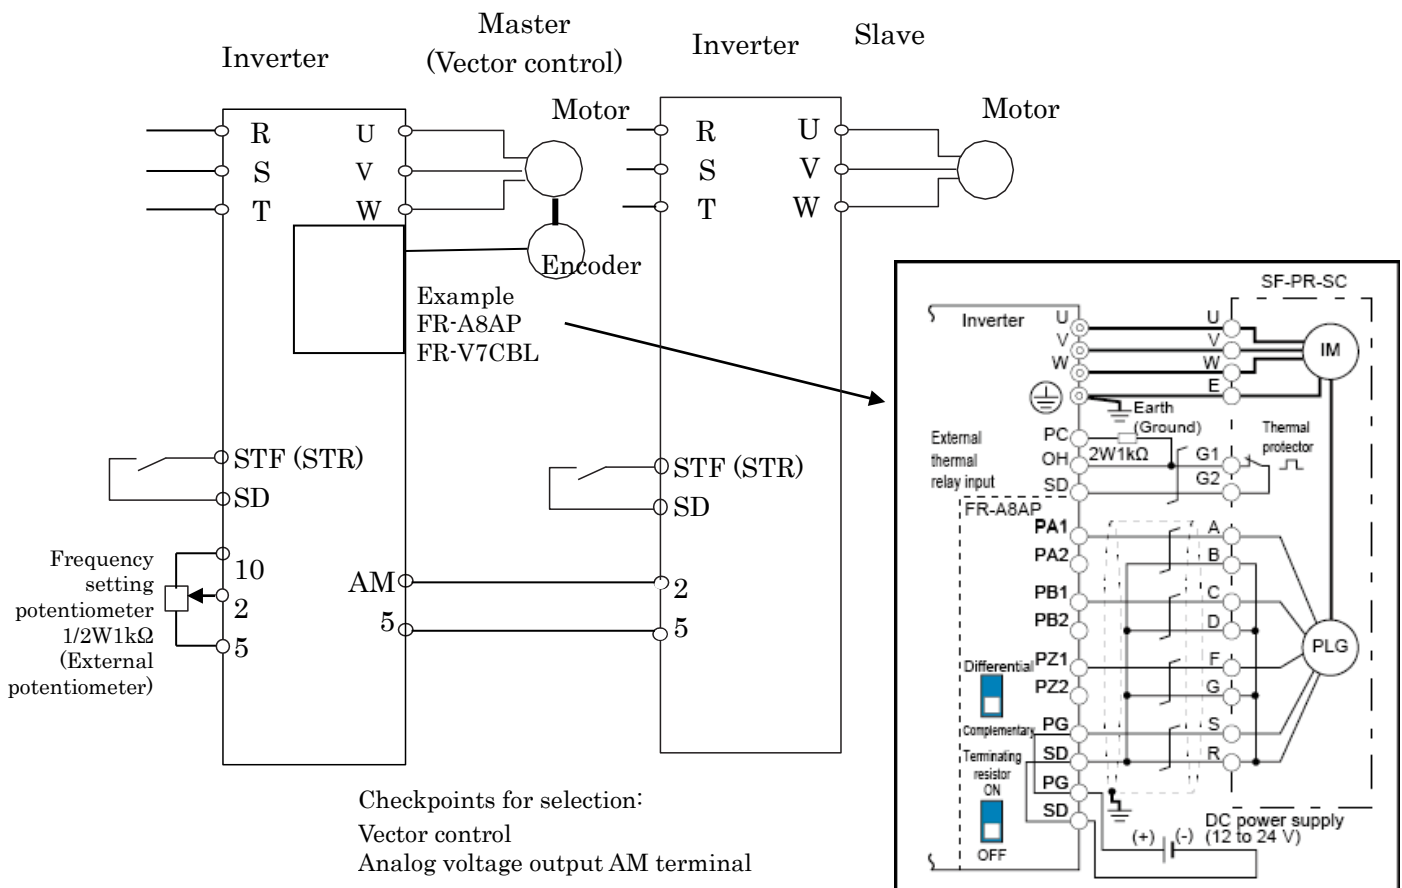 Master
(Vector control)
Inverter
Inverter
Slave
Motor
Motor
R
U
S
V
T
W
R
U
S
V
T
W
Encoder
Example
FR-A8AP
FR-V7CBL
STF (STR)
SD
STF (STR)
SD
Frequency
setting
potentiometer
1/2W1kΩ
(External
potentiometer)
10
2
5
AM
5
2
5
Checkpoints for selection:
Vector control
Analog voltage output AM terminal
SF-PR-SC
Inverter
U
V
W
U
V
W
E
IM
Earth
(Ground)
External
thermal
relay input
PC
OH
SD
2W1kΩ
G1
G2
Thermal
protector
FR-A8AP
PA1
PA2
PB1
PB2
PZ1
PZ2
PG
SD
PG
SD
A
B
C
D
F
G
S
R
PLG
Differential
Complementary
Terminating
resistor
ON
OFF
DC power supply
(+) (-) (12 to 24 V)